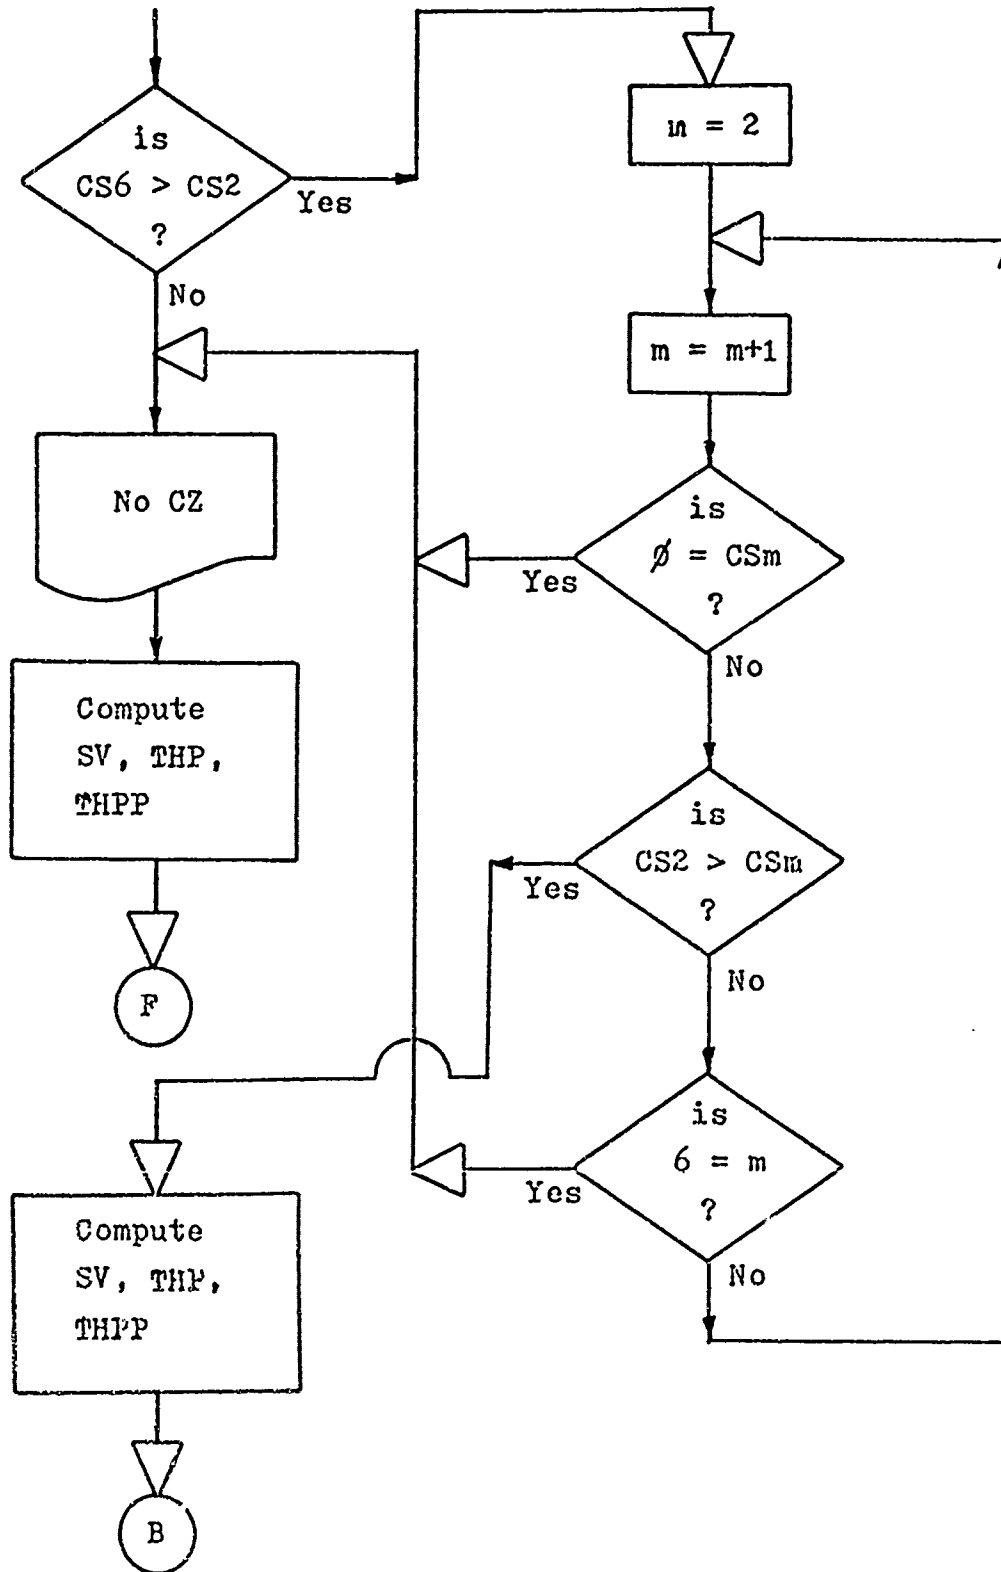 is
CS6 > CS2
?
Yes
No
No CZ
Compute
SV, THP,
THPP
F
m = 2
m = m+1
is
Ø = CSm
?
Yes
No
is
CS2 > CSm
?
Yes
No
is
6 = m
?
Yes
No
Compute
SV, THP,
THPP
B